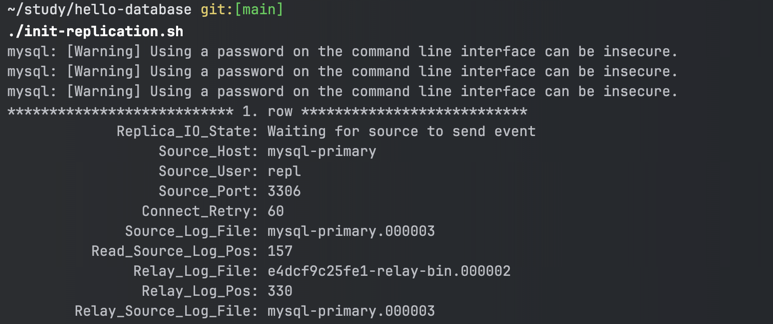 ~/study/hello-database git:[main]
./init-replication.sh
mysql: [Warning] Using a password on the command line interface can be insecure.
mysql: [Warning] Using a password on the command line interface can be insecure.
mysql: [Warning] Using a password on the command line interface can be insecure.
*************************** 1. row ***************************
Replica_IO_State: Waiting for source to send event
Source_Host: mysql-primary
Source_User: repl
Source_Port: 3306
Connect_Retry: 60
Source_Log_File: mysql-primary.000003
Read_Source_Log_Pos: 157
Relay_Log_File: e4dcf9c25fe1-relay-bin.000002
Relay_Log_Pos: 330
Relay_Source_Log_File: mysql-primary.000003